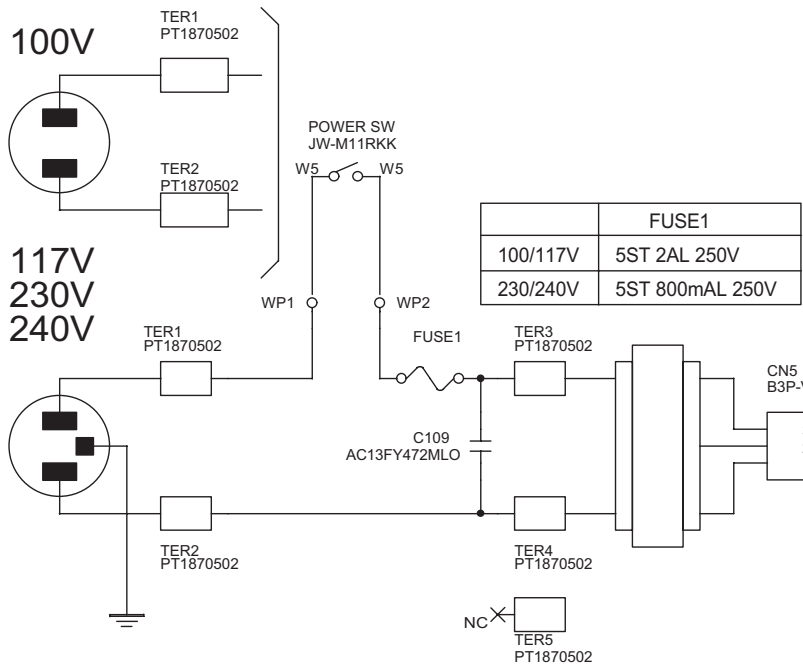 TER1
PT1870502
100V
POWER SW
JW-M11RKK
TER2
PT1870502
W5
W5
FUSE1
100/117V
5ST 2AL 250V
230/240V
5ST 800mAL 250V
117V
230V
240V
WP1
WP2
TER1
PT1870502
FUSE1
TER3
PT1870502
CN5
C109
AC13FY472MLO
TER2
PT1870502
TER4
PT1870502
NC
TER5
PT1870502